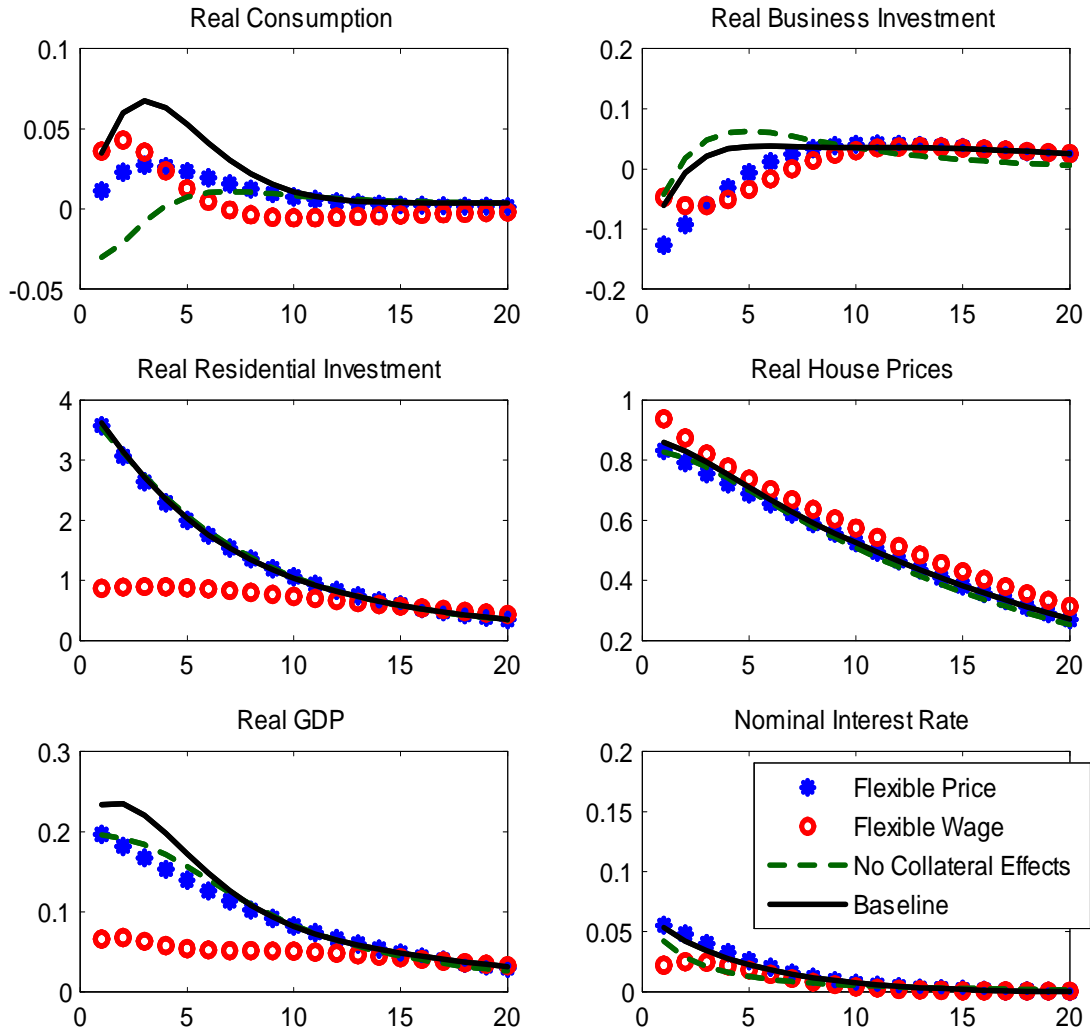 Real Consumption
0.1
0.05
0
-0.05
0 5 10 15 20
Real Business Investment
0.2
0.1
0
-0.1
-0.2
0 5 10 15 20
Real Residential Investment
4
3
2
1
0
0 5 10 15 20
Real House Prices
1
0.8
0.6
0.4
0.2
0 5 10 15 20
Real GDP
0.3
0.2
0.1
0
0 5 10 15 20
Nominal Interest Rate
0.2
0.15
0.1
0.05
0
0 5 10 15 20
Flexible Price
Flexible Wage
No Collateral Effects
Baseline